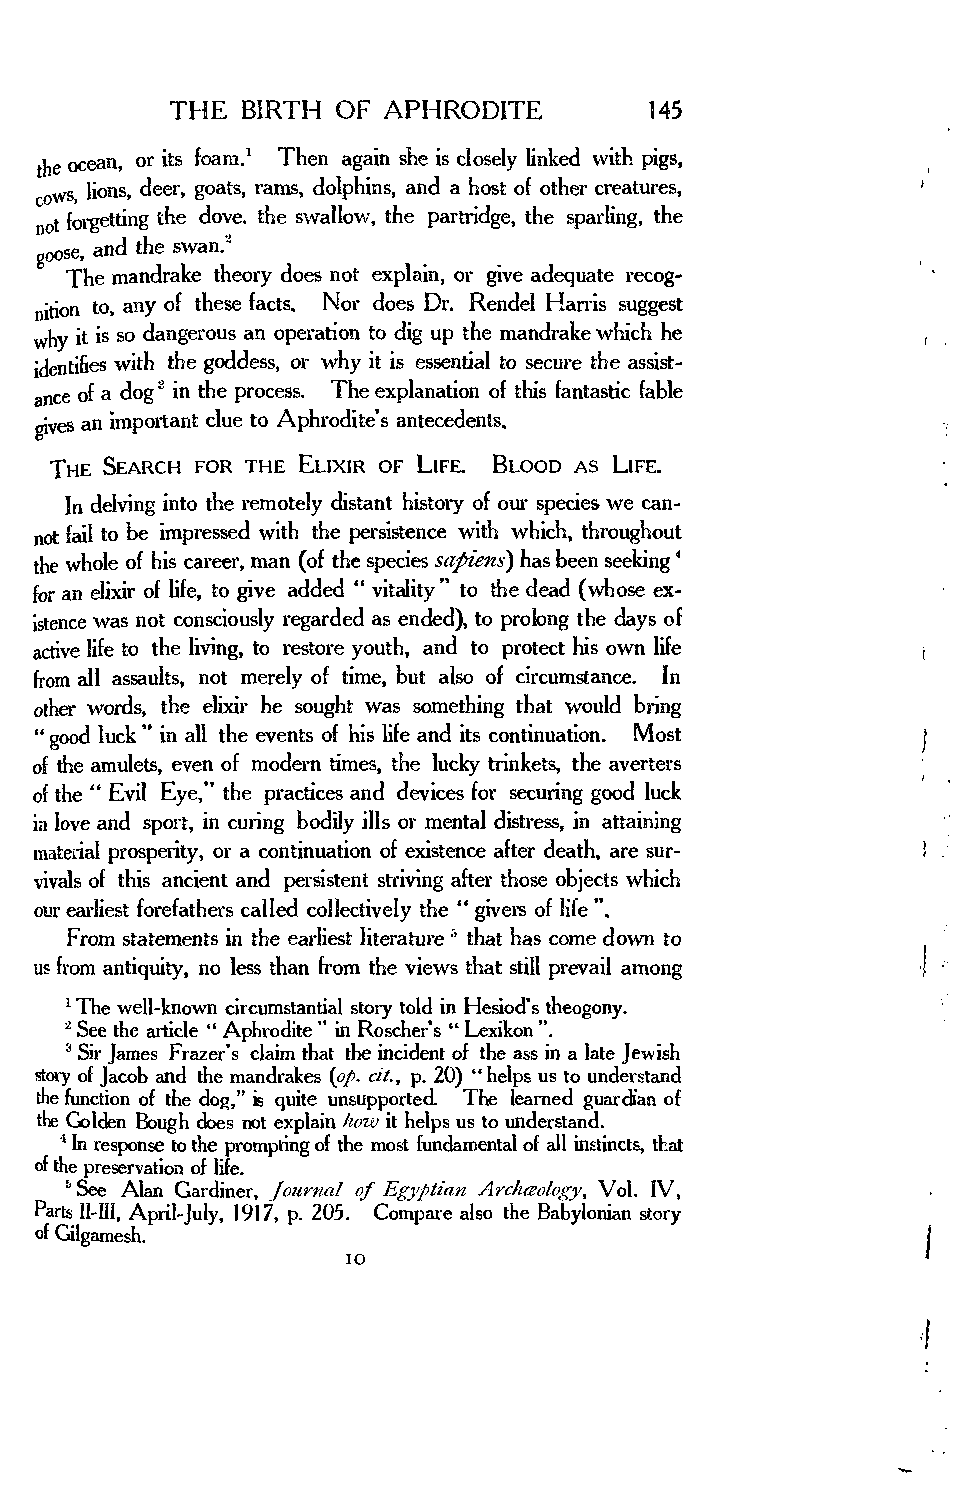 THE BIRTH OF APHRODITE 145
the ocean, or its foam.¹ Then again she is closely linked with pigs,
cows, lions, deer, goats, rams, dolphins, and a host of other creatures,
not forgetting the dove. the swallow, the partridge, the sparling, the
goose, and the swan.²
The mandrake theory does not explain, or give adequate recog-
nition to, any of these facts. Nor does Dr. Rendel Harris suggest
why it is so dangerous an operation to dig up the mandrake which he
identifies with the goddess, or why it is essential to secure the assist-
ance of a dog³ in the process. The explanation of this fantastic fable
gives an important clue to Aphrodite's antecedents.
THE SEARCH FOR THE ELIXIR OF LIFE. BLOOD AS LIFE.
In delving into the remotely distant history of our species we can-
not fail to be impressed with the persistence with which, throughout
the whole of his career, man (of the species sapiens) has been seeking⁴
for an elixir of life, to give added “ vitality ” to the dead (whose ex-
istence was not consciously regarded as ended), to prolong the days of
active life to the living, to restore youth, and to protect his own life
from all assaults, not merely of time, but also of circumstance. In
other words, the elixir he sought was something that would bring
“ good luck ” in all the events of his life and its continuation. Most
of the amulets, even of modern times, the lucky trinkets, the averters
of the “ Evil Eye,” the practices and devices for securing good luck
in love and sport, in curing bodily ills or mental distress, in attaining
material prosperity, or a continuation of existence after death, are sur-
vivals of this ancient and persistent striving after those objects which
our earliest forefathers called collectively the “ givers of life ”.
From statements in the earliest literature⁵ that has come down to
us from antiquity, no less than from the views that still prevail among
¹ The well-known circumstantial story told in Hesiod's theogony.
² See the article “ Aphrodite ” in Roscher's “ Lexikon ”.
³ Sir James Frazer's claim that the incident of the ass in a late Jewish
story of Jacob and the mandrakes (op. cit., p. 20) “ helps us to understand
the function of the dog,” is quite unsupported. The learned guardian of
the Golden Bough does not explain how it helps us to understand.
⁴ In response to the prompting of the most fundamental of all instincts, that
of the preservation of life.
⁵ See Alan Gardiner, Journal of Egyptian Archæology, Vol. IV,
Parts II-III, April-July, 1917, p. 205. Compare also the Babylonian story
of Gilgamesh.
10